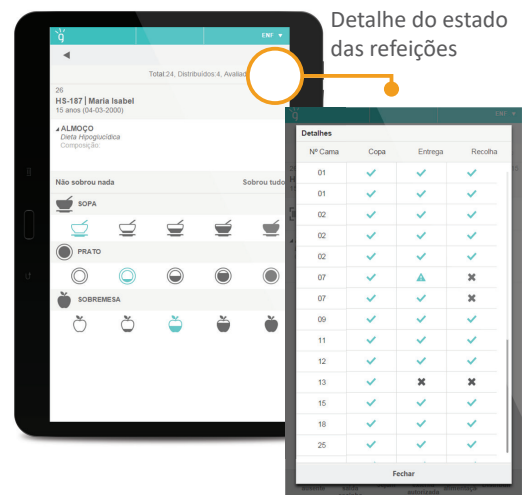 Detalhe do estado
das refeições
ENF
Total:24, Distribuídos:4, Avaliad
26
HS-187 | Maria Isabel
15 anos (04-03-2000)
ALMOÇO
Dieta Hipoglucídica
Composição:
Não sobrou nada
Sobrou tudo
SOPA
PRATO
SOBREMESA
ENF
Detalhes
Nº Cama Copa Entrega Recolha
01
01
02
02
02
07
07
09
11
12
13
15
18
25
Fechar
autorizado